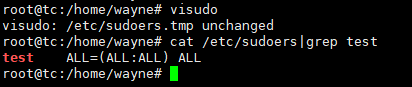 root@tc:/home/wayne# visudo
visudo: /etc/sudoers.tmp unchanged
root@tc:/home/wayne# cat /etc/sudoers|grep test
test    ALL=(ALL:ALL) ALL
root@tc:/home/wayne#